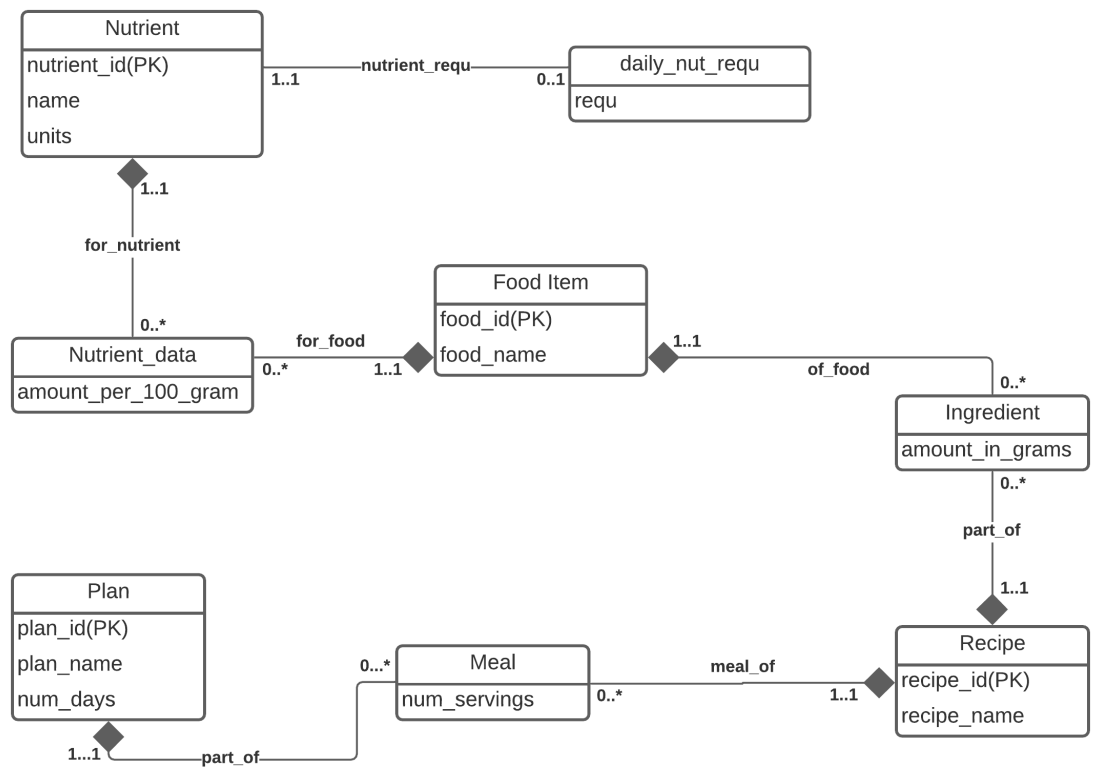 Nutrient
nutrient_id(PK)
name
units
1..1
nutrient_requ
0..1
daily_nut_requ
requ
1..1
for_nutrient
0..*
Nutrient_data
amount_per_100_gram
for_food
0..*
1..1
Food Item
food_id(PK)
food_name
1..1
of_food
0..*
Ingredient
amount_in_grams
0..*
part_of
1..1
Recipe
recipe_id(PK)
recipe_name
meal_of
1..1
0..*
Meal
num_servings
0...*
part_of
1...1
Plan
plan_id(PK)
plan_name
num_days